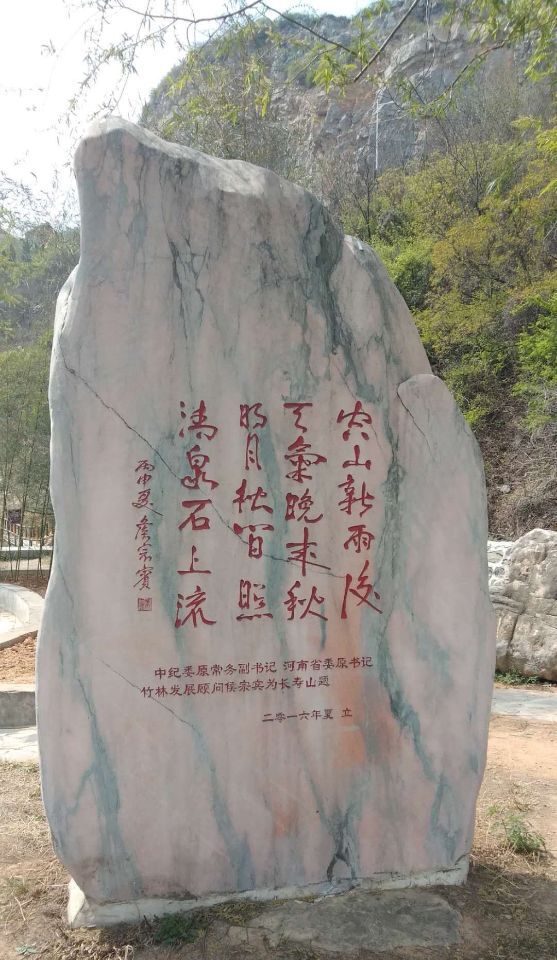 空山新雨後
天氣晚来秋
明月松间照
清泉石上流
丙申夏 侯宗賓
中纪委原常务副书记 河南省委原书记
竹林发展顾问侯宗宾为长寿山题
二零一六年夏 立